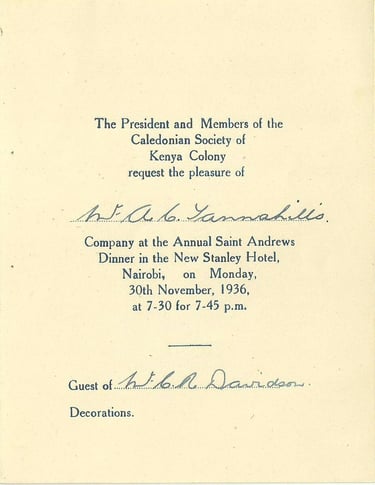 The President and Members of the
Caledonian Society of
Kenya Colony
request the pleasure of
Mr. A. C. Tannahill's.
Company at the Annual Saint Andrews
Dinner in the New Stanley Hotel,
Nairobi, on Monday,
30th November, 1936,
at 7-30 for 7-45 p.m.
Guest of Mr. C. R. Davidson.
Decorations.